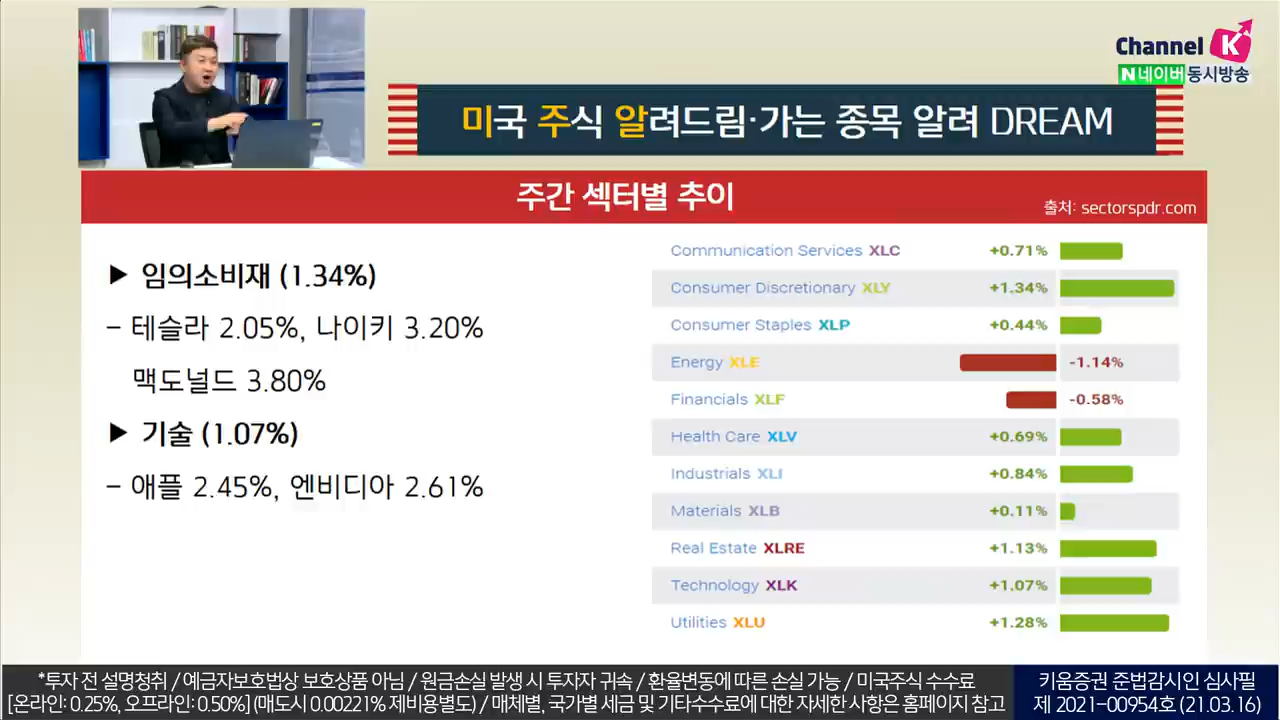 Channel K
N 네이버 동시방송
미국 주식 알려드림·가는 종목 알려 DREAM
주간 섹터별 추이
출처: sectorspdr.com
▶ 임의소비재 (1.34%)
- 테슬라 2.05%, 나이키 3.20%
맥도널드 3.80%
▶ 기술 (1.07%)
- 애플 2.45%, 엔비디아 2.61%
Communication Services XLC +0.71%
Consumer Discretionary XLY +1.34%
Consumer Staples XLP +0.44%
Energy XLE -1.14%
Financials XLF -0.58%
Health Care XLV +0.69%
Industrials XLI +0.84%
Materials XLB +0.11%
Real Estate XLRE +1.13%
Technology XLK +1.07%
Utilities XLU +1.28%
*투자 전 설명청취 / 예금자보호법상 보호상품 아님 / 원금손실 발생 시 투자자 귀속 / 환율변동에 따른 손실 가능 / 미국주식 수수료
[온라인: 0.25%, 오프라인: 0.50%] (매도시 0.00221% 제비용별도) / 매체별, 국가별 세금 및 기타수수료에 대한 자세한 사항은 홈페이지 참고
키움증권 준법감시인 심사필
제 2021-00954호 (21.03.16)